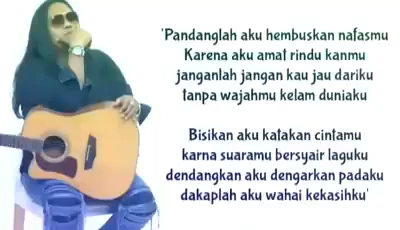 'Pandanglah aku hembuskan nafasmu
Karena aku amat rindu kanmu
janganlah jangan kau jau dariku
tanpa wajahmu kelam duniaku
Bisikan aku katakan cintamu
karna suaramu bersyair laguku
dendangkan aku dengarkan padaku
dakaplah aku wahai kekasihku'